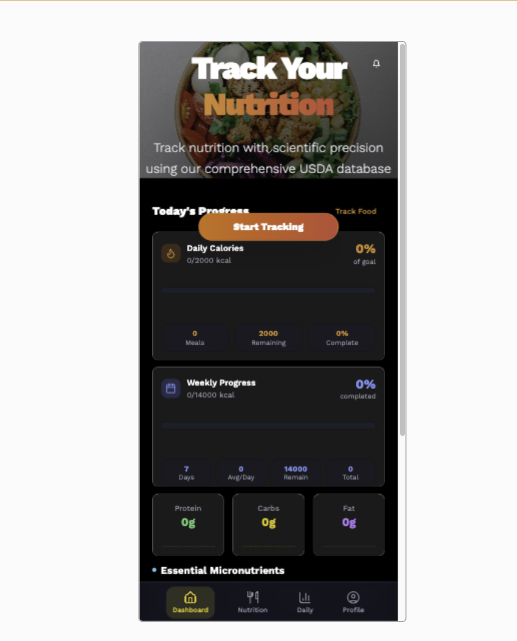 Track Your
Nutrition
Track nutrition with scientific precision
using our comprehensive USDA database
Today's Progress
Track Food
Start Tracking
Daily Calories
0/2000 kcal
0%
of goal
0
Meals
2000
Remaining
0%
Complete
Weekly Progress
0/14000 kcal
0%
completed
7
Days
0
Avg/Day
14000
Remain
0
Total
Protein
0g
Carbs
0g
Fat
0g
Essential Micronutrients
Dashboard
Nutrition
Daily
Profile